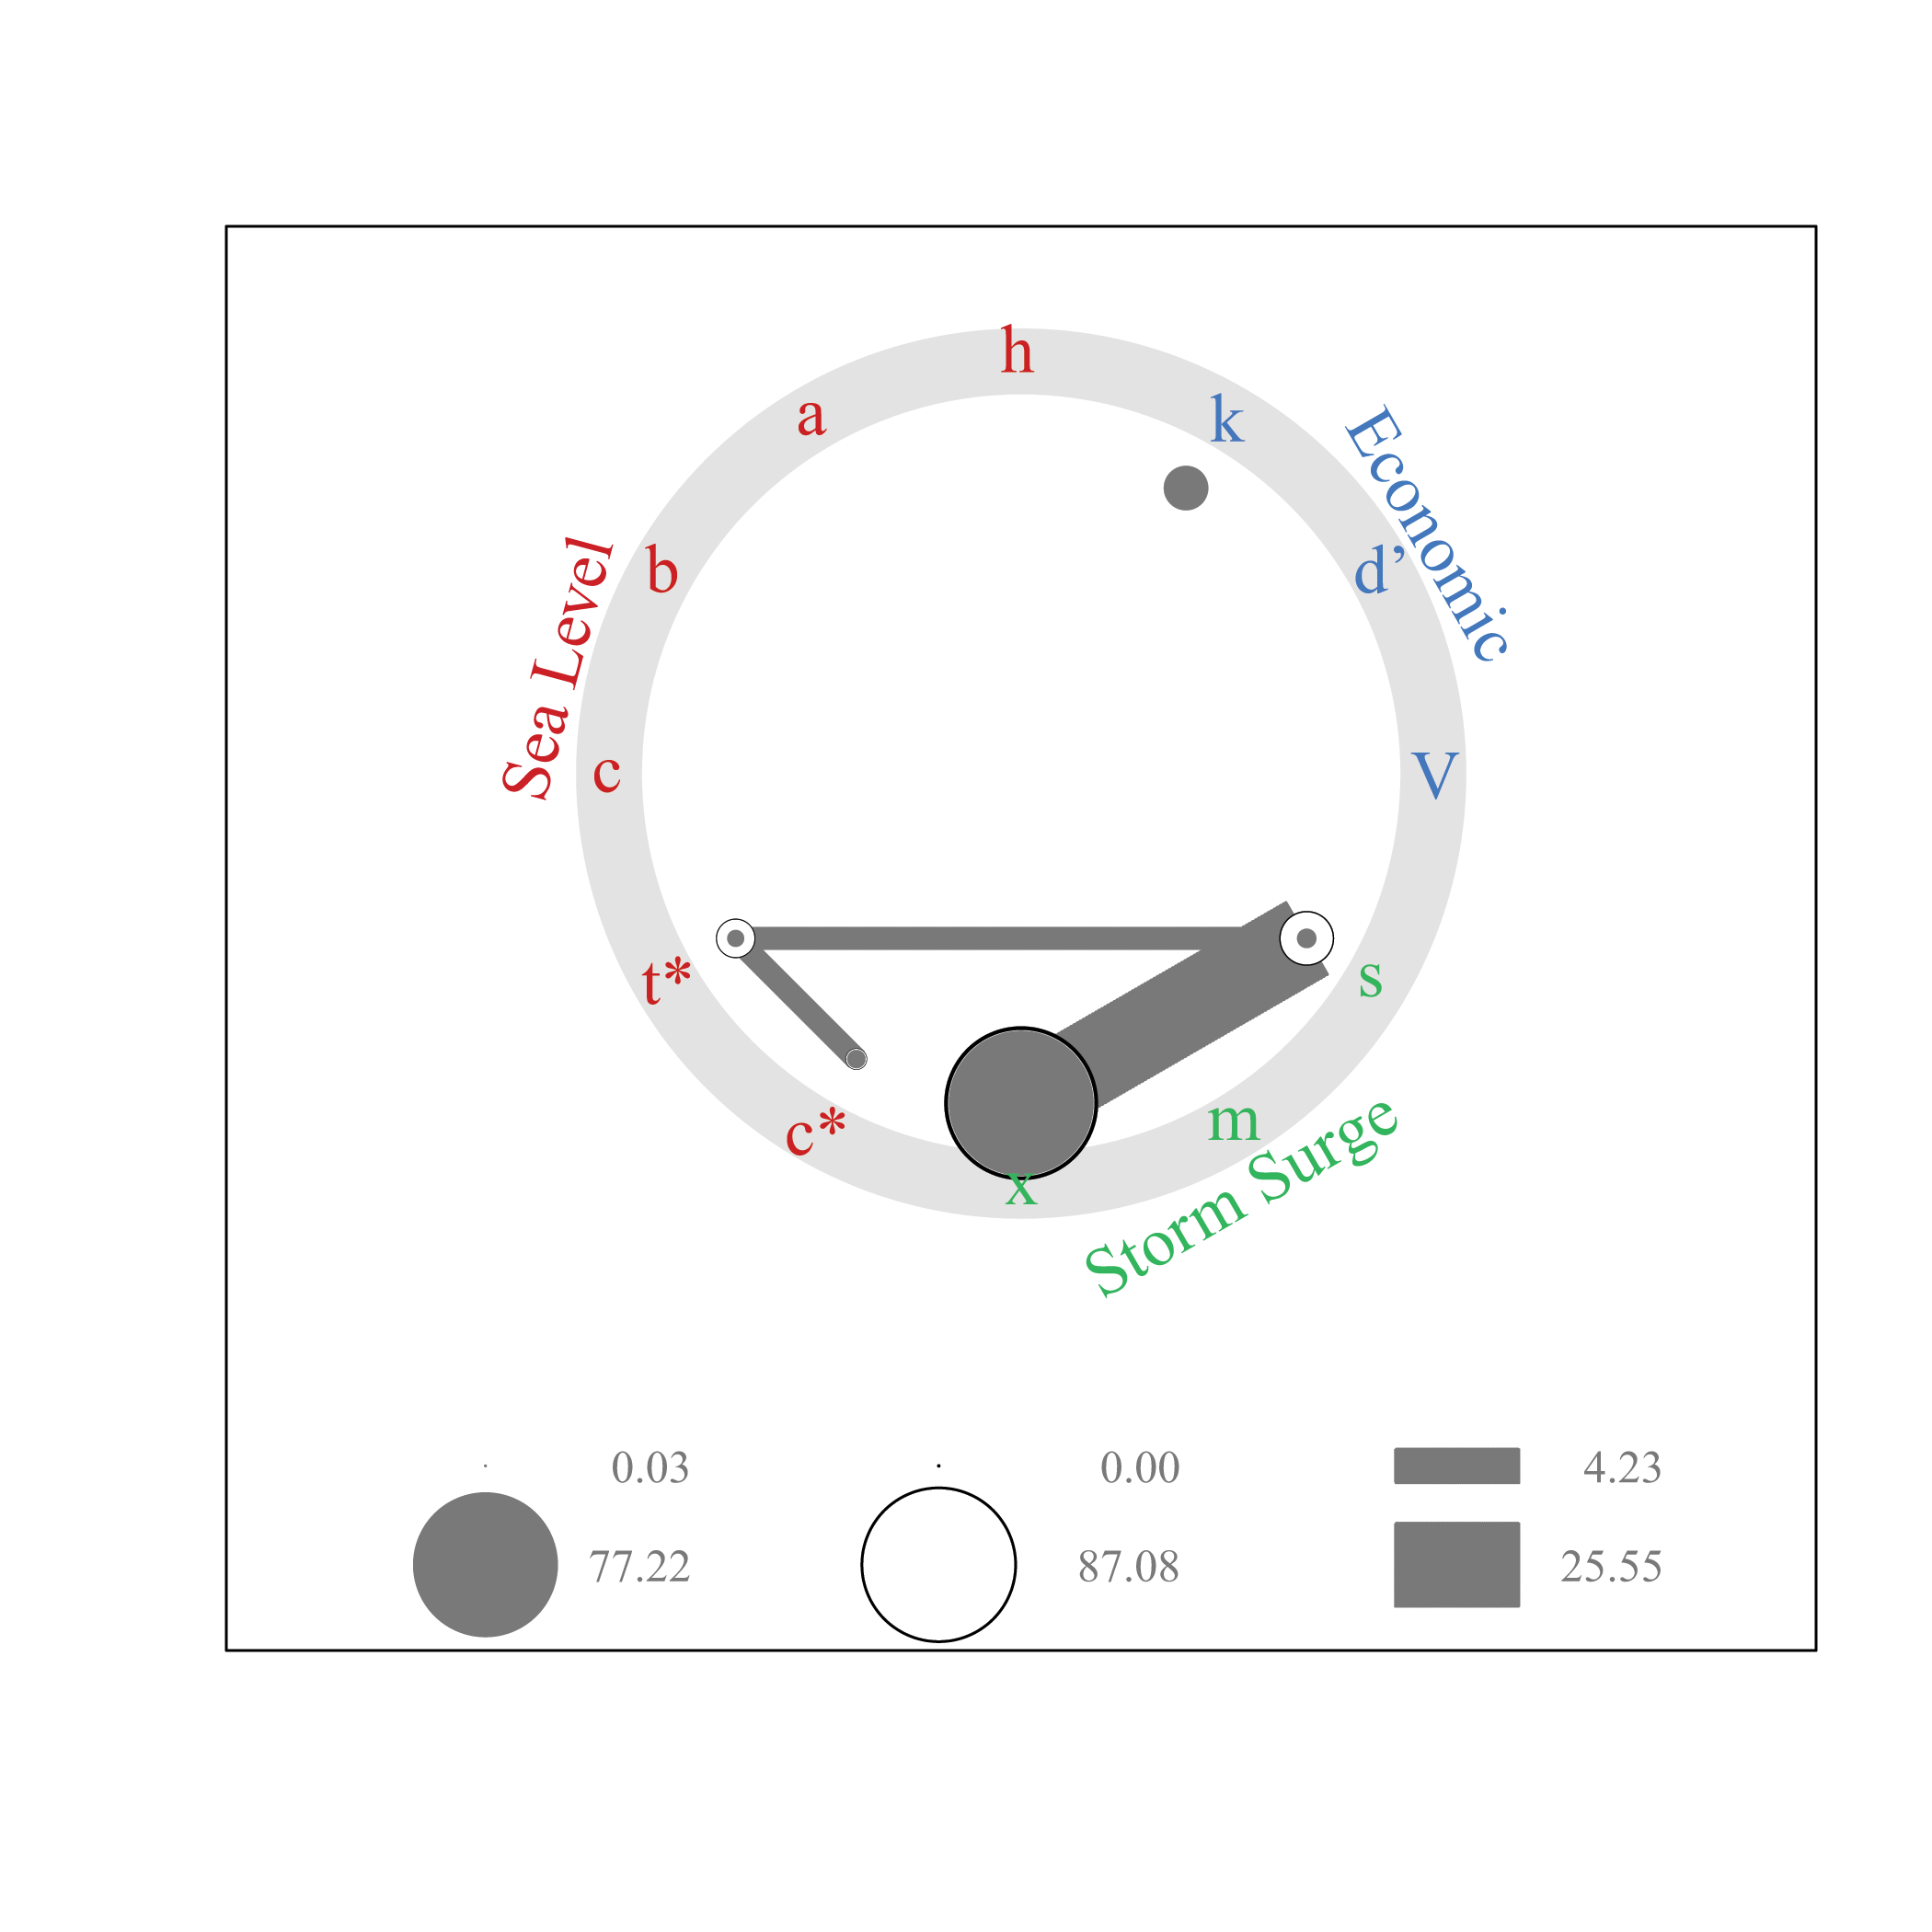 h
a
k
Economic
b
d’
Sea Level
c
V
t*
s
c*
m
x
Storm Surge
0.03 0.00 4.23
77.22 87.08 25.55